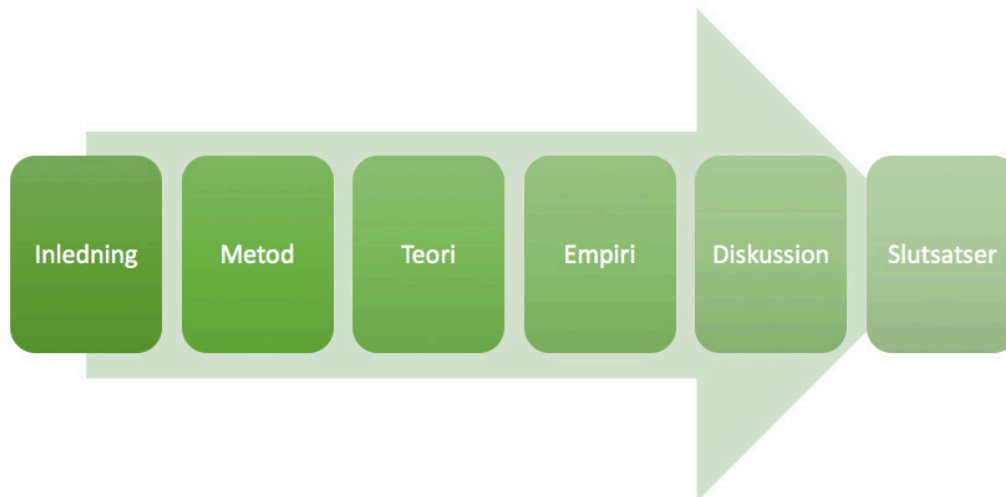 Inledning
Metod
Teori
Empiri
Diskussion
Slutsatser